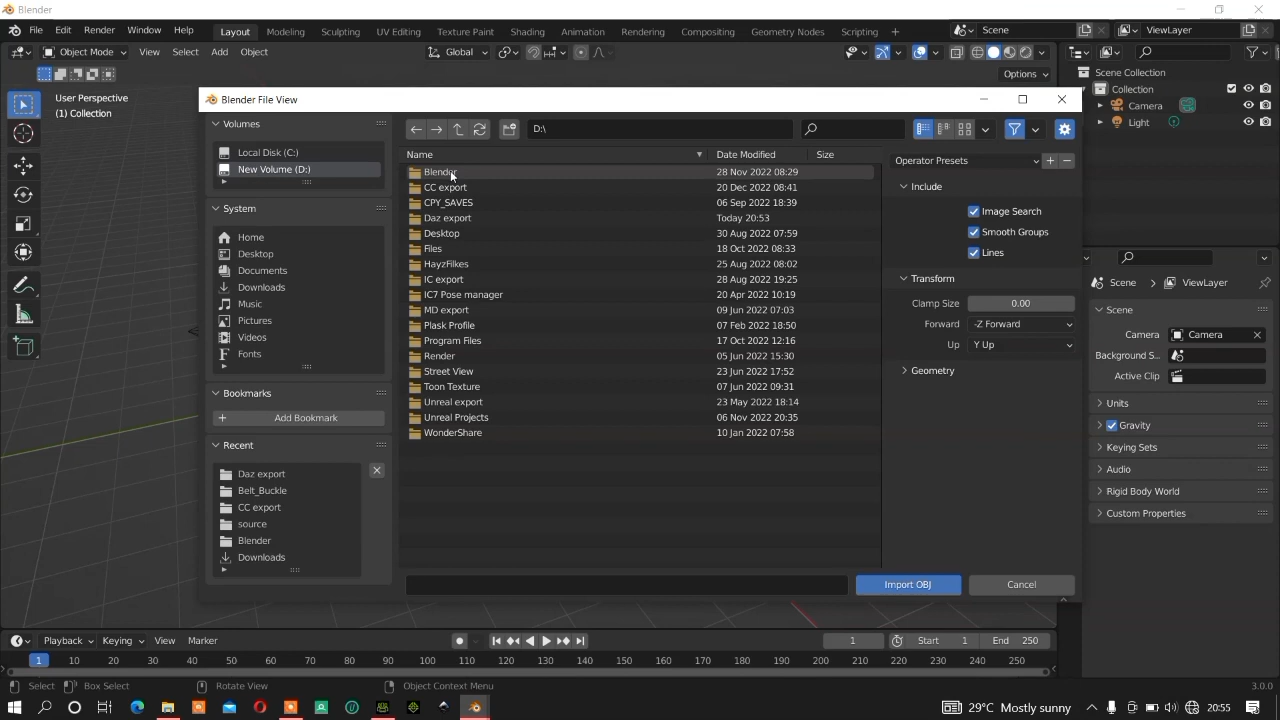 Blender
File Edit Render Window Help Layout Modeling Sculpting UV Editing Texture Paint Shading Animation Rendering Compositing Geometry Nodes Scripting + Scene ViewLayer
Object Mode View Select Add Object Global
Options
User Perspective
(1) Collection
Scene Collection
Collection
Camera
Light
Blender File View
Volumes
Local Disk (C:)
New Volume (D:)
System
Home
Desktop
Documents
Downloads
Music
Pictures
Videos
Fonts
Bookmarks
+ Add Bookmark
Recent
Daz export
Belt_Buckle
CC export
source
Blender
Downloads
D:\
Name Date Modified Size
Blender 28 Nov 2022 08:29
CC export 20 Dec 2022 08:41
CPY_SAVES 06 Sep 2022 18:39
Daz export Today 20:53
Desktop 30 Aug 2022 07:59
Files 18 Oct 2022 08:33
HayzFilkes 25 Aug 2022 08:02
IC export 28 Aug 2022 19:25
IC7 Pose manager 20 Apr 2022 10:19
MD export 09 Jun 2022 07:03
Plask Profile 07 Feb 2022 18:50
Program Files 17 Oct 2022 12:16
Render 05 Jun 2022 15:30
Street View 23 Jun 2022 17:52
Toon Texture 07 Jun 2022 09:31
Unreal export 23 May 2022 18:14
Unreal Projects 06 Nov 2022 20:35
WonderShare 10 Jan 2022 07:58
Operator Presets + −
Include
Image Search
Smooth Groups
Lines
Transform
Clamp Size 0.00
Forward -Z Forward
Up Y Up
Geometry
Import OBJ Cancel
Scene > ViewLayer
Scene
Camera Camera
Background S...
Active Clip
Units
Gravity
Keying Sets
Audio
Rigid Body World
Custom Properties
Playback Keying View Marker 1 Start 1 End 250
1 10 20 30 40 50 60 70 80 90 100 110 120 130 140 150 160 170 180 190 200 210 220 230 240 250
Select Box Select Rotate View Object Context Menu 3.0.0
29°C Mostly sunny 20:55